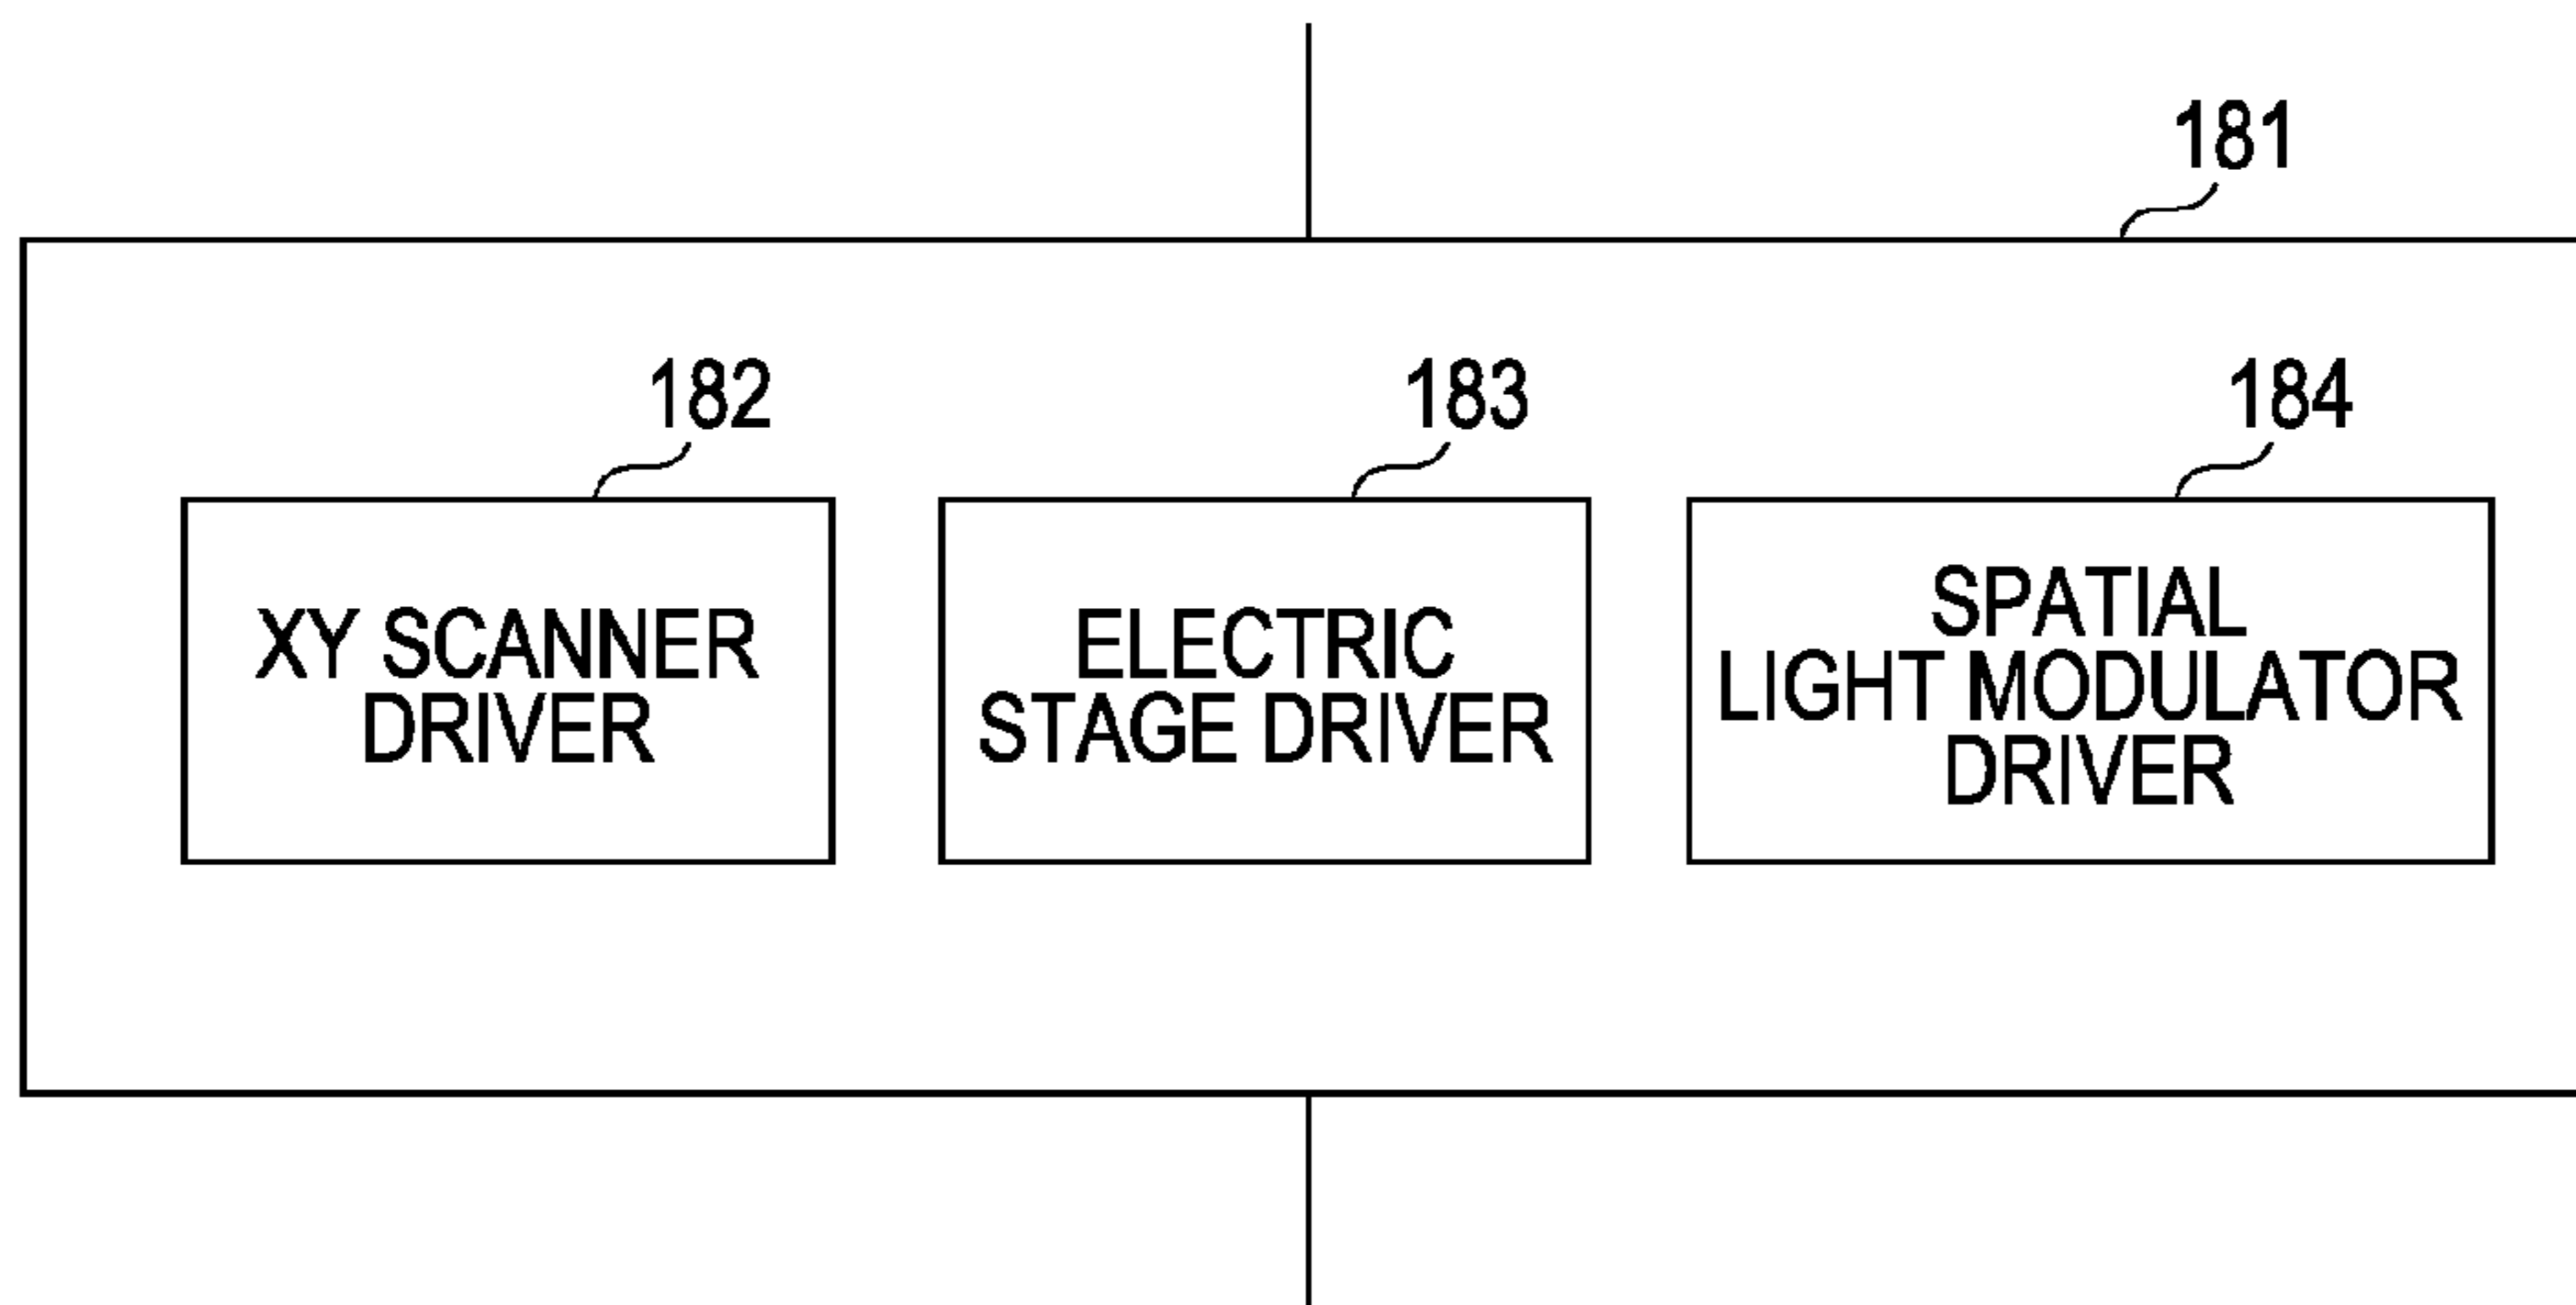 181
182
183
184
XY SCANNER
DRIVER
ELECTRIC
STAGE DRIVER
SPATIAL
LIGHT MODULATOR
DRIVER